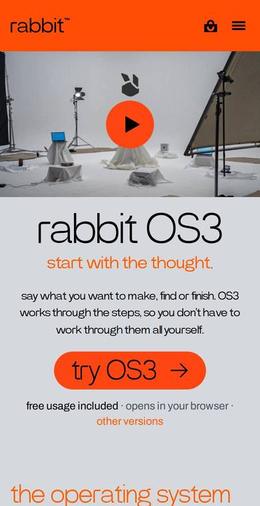 rabbit™
rabbit OS3
start with the thought.
say what you want to make, find or finish. OS3
works through the steps, so you don't have to
work through them all yourself.
try OS3 →
free usage included · opens in your browser ·
other versions
the operating system